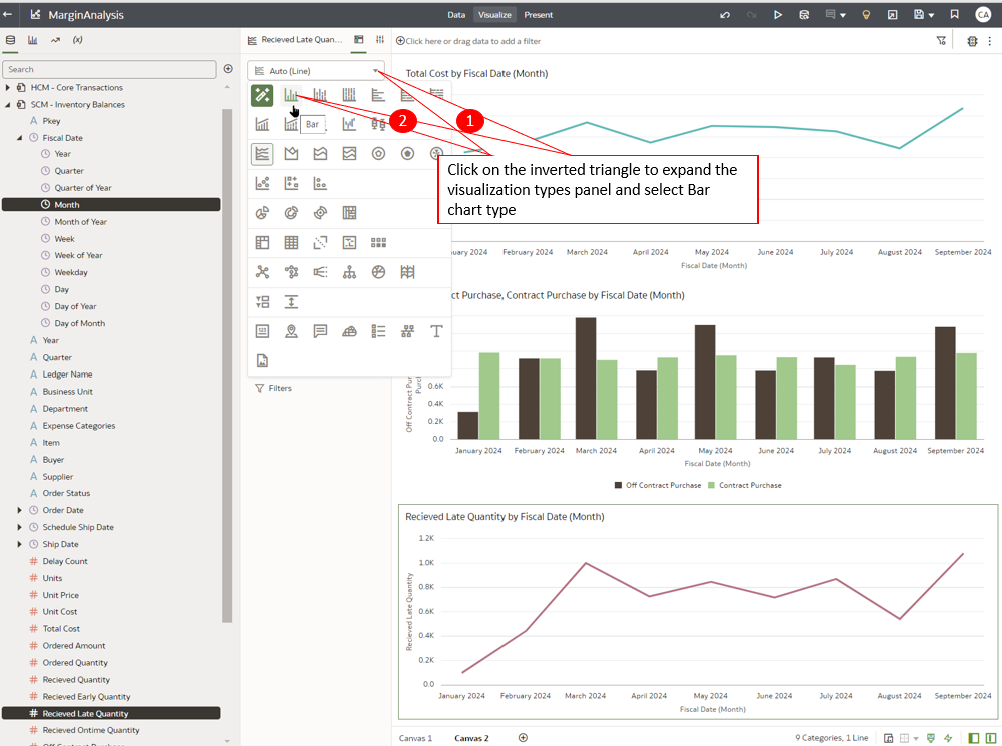 MarginAnalysis
Data Visualize Present
CA
(x)
Recieved Late Quan...
Click here or drag data to add a filter
Search
HCM - Core Transactions
SCM - Inventory Balances
A Pkey
Fiscal Date
Year
Quarter
Quarter of Year
Month
Month of Year
Week
Week of Year
Weekday
Day
Day of Year
Day of Month
A Year
A Quarter
A Ledger Name
A Business Unit
A Department
A Expense Categories
A Item
A Buyer
A Supplier
A Order Status
Order Date
Schedule Ship Date
Ship Date
# Delay Count
# Units
# Unit Price
# Unit Cost
# Total Cost
# Ordered Amount
# Ordered Quantity
# Recieved Quantity
# Recieved Early Quantity
# Recieved Late Quantity
# Recieved Ontime Quantity
Auto (Line)
Bar
T
Filters
2
1
Click on the inverted triangle to expand the
visualization types panel and select Bar
chart type
Total Cost by Fiscal Date (Month)
uary 2024 February 2024 March 2024 April 2024 May 2024 June 2024 July 2024 August 2024 September 2024
Fiscal Date (Month)
ct Purchase, Contract Purchase by Fiscal Date (Month)
Off Contract Pur
Purch
0.6K
0.4K
0.2K
0.0
January 2024 February 2024 March 2024 April 2024 May 2024 June 2024 July 2024 August 2024 September 2024
Fiscal Date (Month)
Off Contract Purchase Contract Purchase
Recieved Late Quantity by Fiscal Date (Month)
Recieved Late Quantity
1.2K
1.0K
0.8K
0.6K
0.4K
0.2K
0.0
January 2024 February 2024 March 2024 April 2024 May 2024 June 2024 July 2024 August 2024 September 2024
Fiscal Date (Month)
Canvas 1 Canvas 2
9 Categories, 1 Line